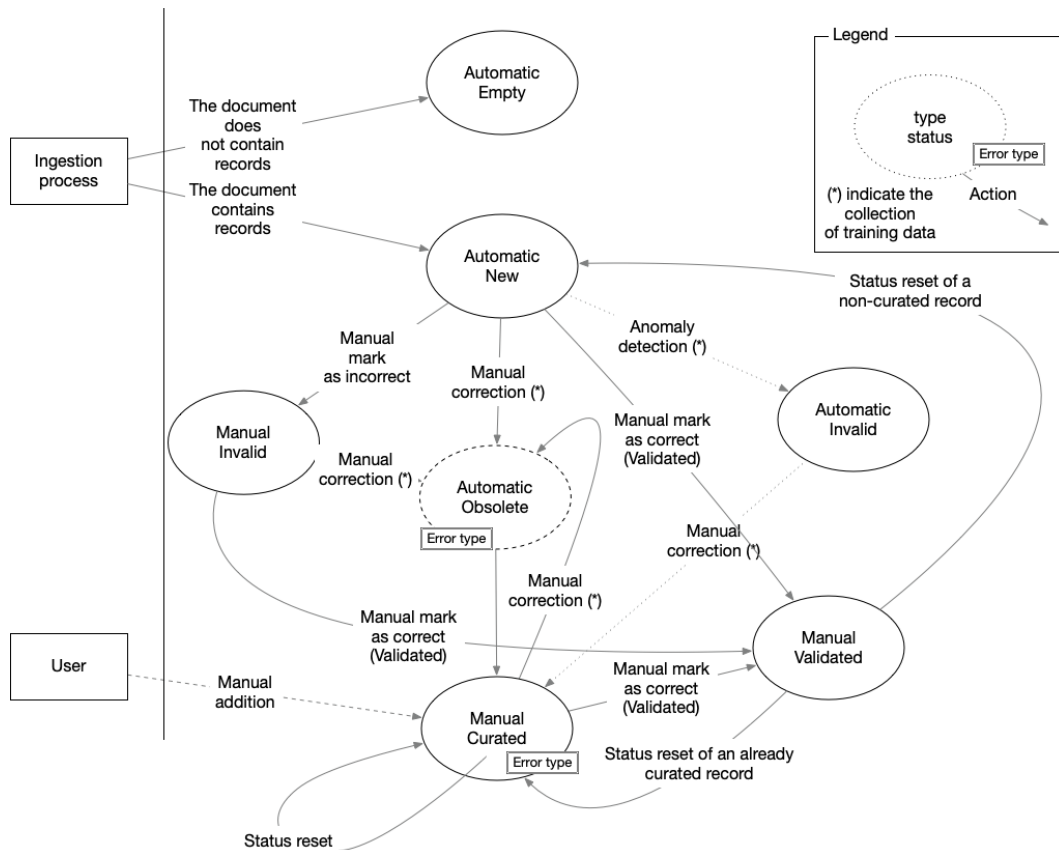 Legend
Automatic
Empty
type
status
Error type
(*) indicate the
collection
of training data
Action
The document
does
not contain
records
Ingestion
process
The document
contains
records
Automatic
New
Status reset of a
non-curated record
Manual
mark
as incorrect
Anomaly
detection (*)
Manual
correction (*)
Manual mark
as correct
(Validated)
Automatic
Invalid
Manual
Invalid
Manual
correction (*)
Automatic
Obsolete
Error type
Manual
correction (*)
Manual
correction (*)
Manual mark
as correct
(Validated)
Manual
Validated
User
Manual
addition
Manual mark
as correct
(Validated)
Manual
Curated
Error type
Status reset of an already
curated record
Status reset